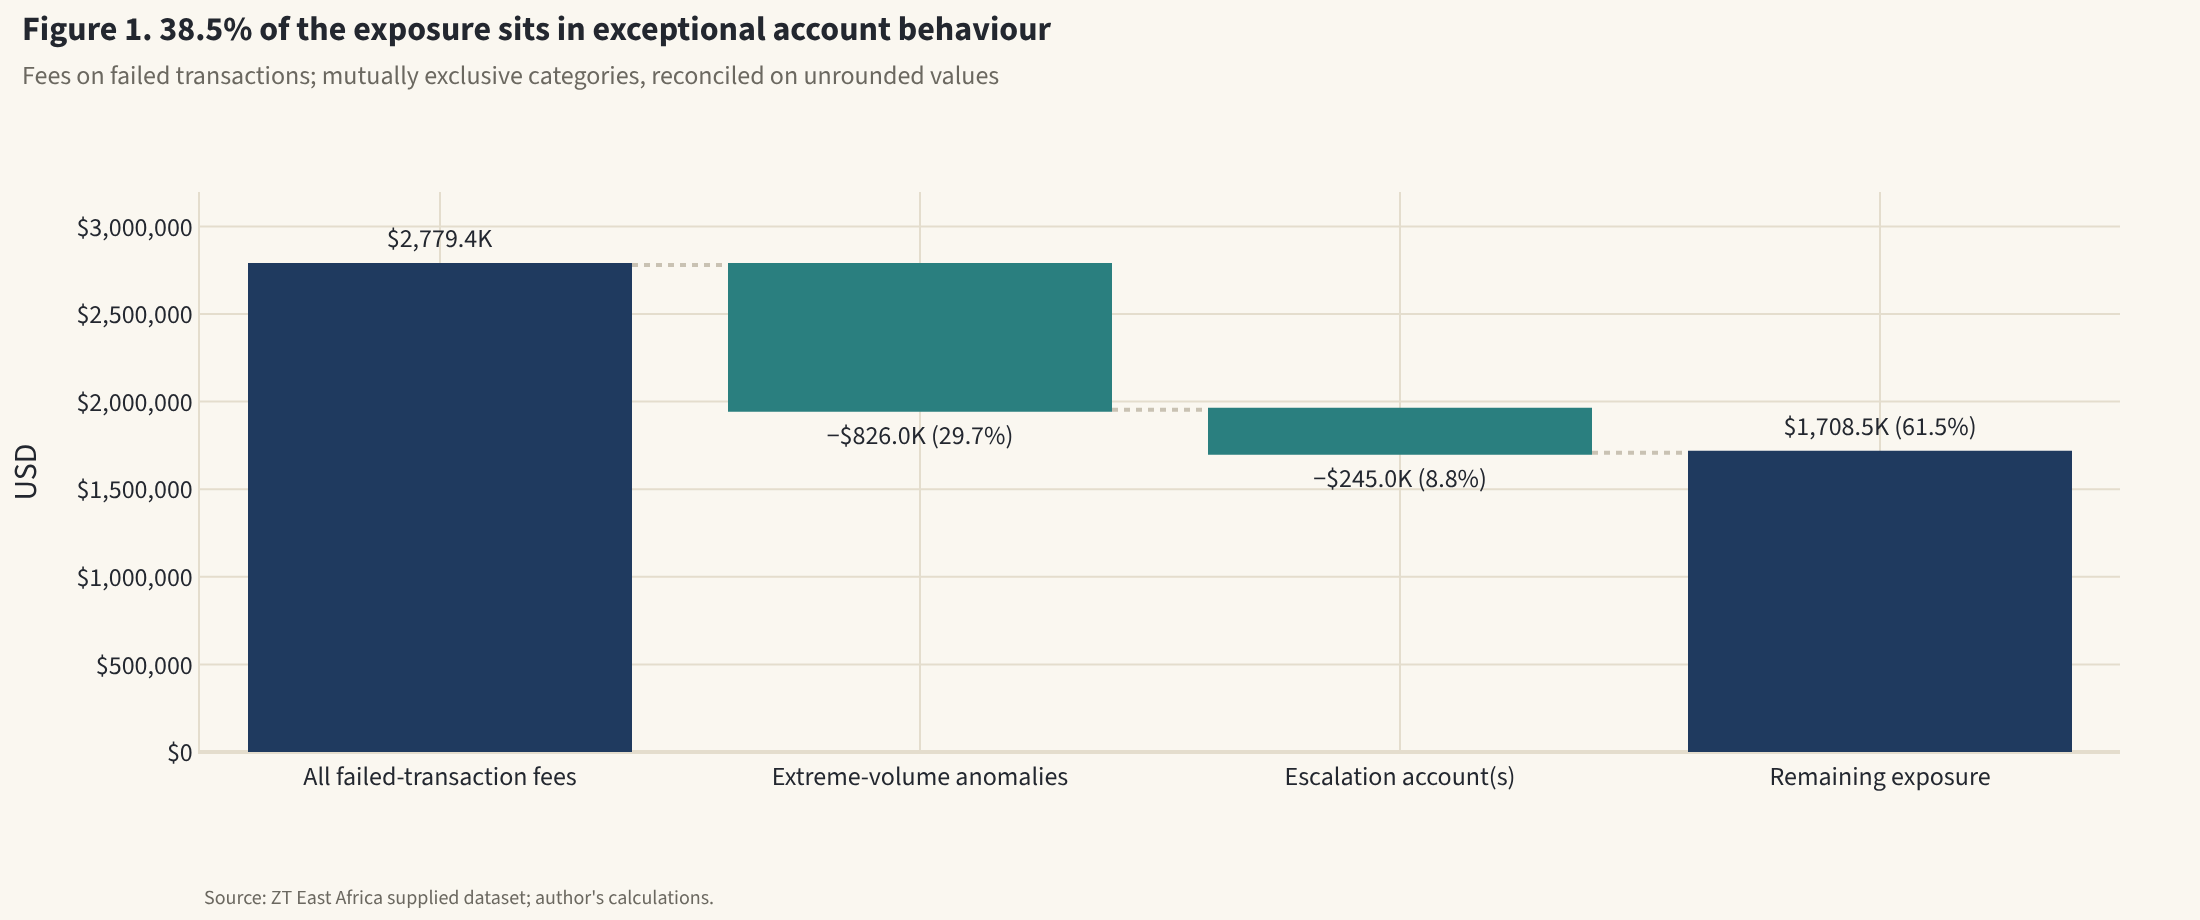 Figure 1. 38.5% of the exposure sits in exceptional account behaviour
Fees on failed transactions; mutually exclusive categories, reconciled on unrounded values
$3,000,000
$2,779.4K
$2,500,000
$2,000,000
−$826.0K (29.7%)
$1,708.5K (61.5%)
−$245.0K (8.8%)
$1,500,000
USD
$1,000,000
$500,000
$0
All failed-transaction fees
Extreme-volume anomalies
Escalation account(s)
Remaining exposure
Source: ZT East Africa supplied dataset; author's calculations.